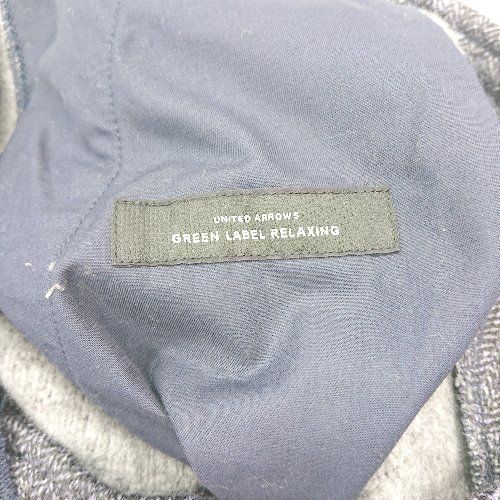 UNITED ARROWS
GREEN LABEL RELAXING